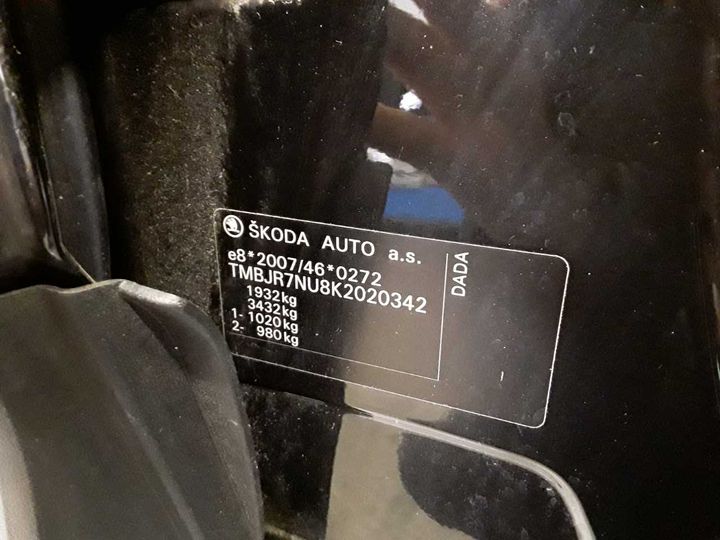 ŠKODA AUTO a.s.
e8*2007/46*0272
TMBJR7NU8K2020342
1932kg
3432kg
1- 1020kg
2- 980kg
DADA